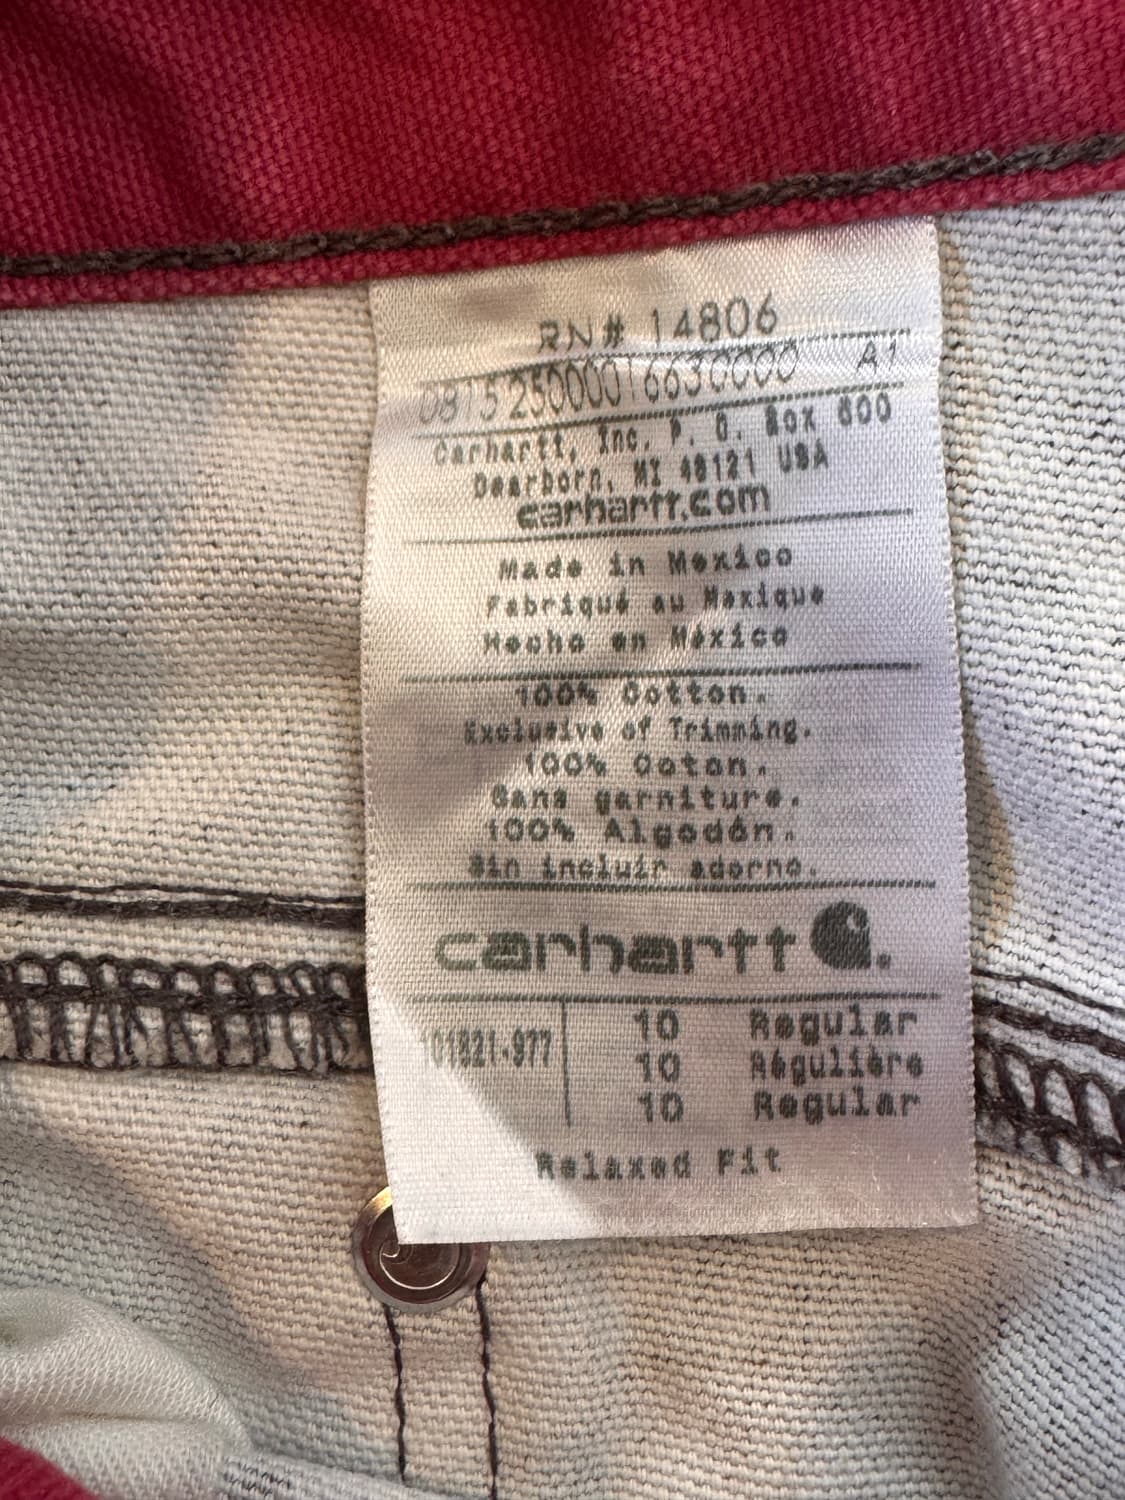 RN# 14806
081525000016630000 A1
Carhartt, Inc. P. O. Box 600
Dearborn, MI 48121 USA
carhartt.com
Made in Mexico
Fabriqué au Mexique
Hecho en México
100% Cotton.
Exclusive of Trimming.
100% Coton.
Sans garniture.
100% Algodón.
Sin incluir adorno.
carhartt
101821-977 10 Regular
10 Régulière
10 Regular
Relaxed Fit